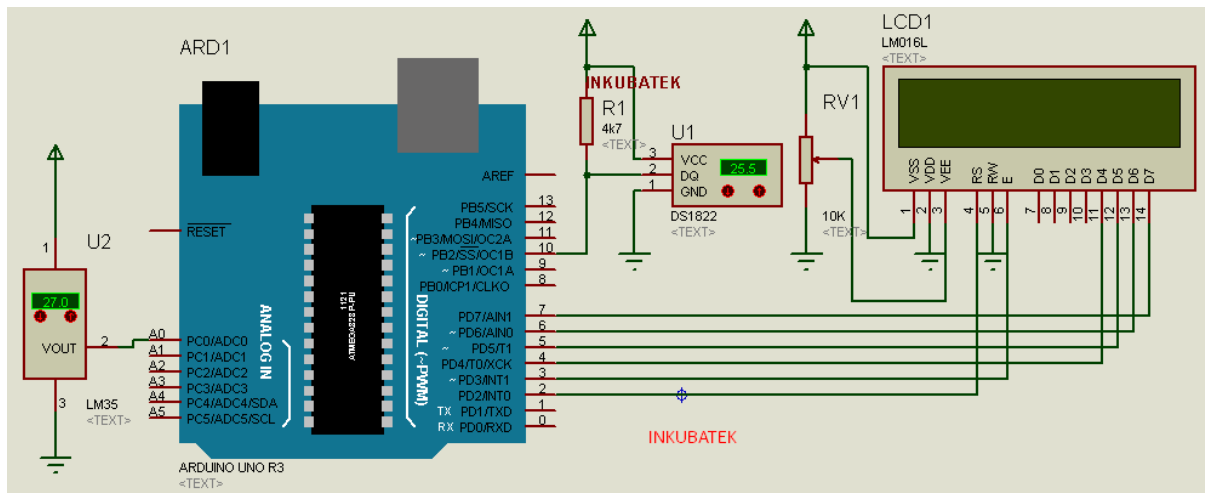 ARD1
LCD1
LM016L
<TEXT>
INKUBATEK
R1
4k7
<TEXT>
RV1
10K
<TEXT>
U1
3 VCC
2 DQ
1 GND
25.5
DS1822
<TEXT>
VSS VDD VEE RS RW E D0 D1 D2 D3 D4 D5 D6 D7
1 2 3 4 5 6 7 8 9 10 11 12 13 14
U2
1
27.0
VOUT 2
3
LM35
<TEXT>
RESET
A0 PC0/ADC0
A1 PC1/ADC1
A2 PC2/ADC2
A3 PC3/ADC3
A4 PC4/ADC4/SDA
A5 PC5/ADC5/SCL
ANALOG IN
1121
DIGITAL (~PWM)
AREF
PB5/SCK 13
PB4/MISO 12
~PB3/MOSI/OC2A 11
~ PB2/SS/OC1B 10
~ PB1/OC1A 9
PB0/ICP1/CLKO 8
PD7/AIN1 7
~ PD6/AIN0 6
~ PD5/T1 5
PD4/T0/XCK 4
~ PD3/INT1 3
PD2/INT0 2
TX PD1/TXD 1
RX PD0/RXD 0
ARDUINO UNO R3
<TEXT>
INKUBATEK